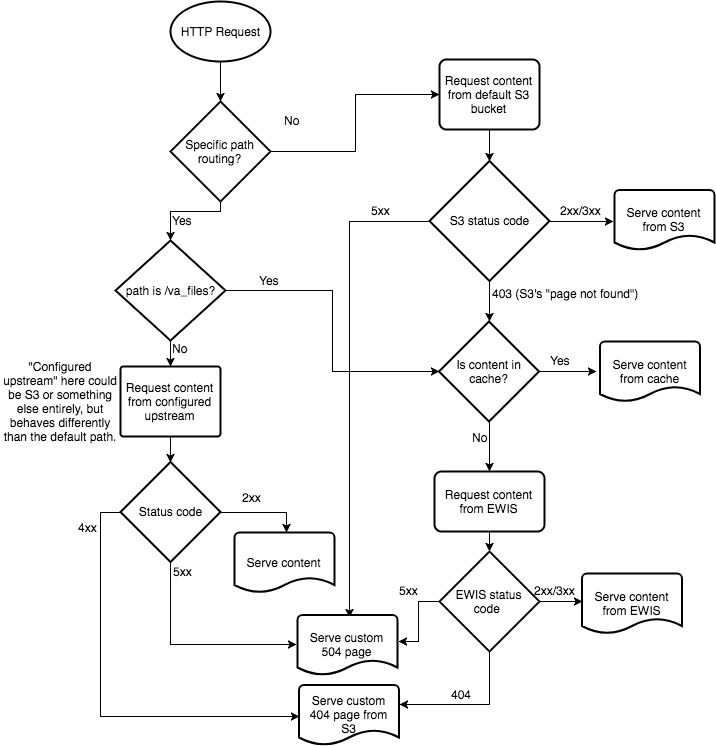 HTTP Request
Specific path
routing?
No
Request content
from default S3
bucket
S3 status code
5xx
2xx/3xx
Serve content
from S3
Yes
path is /va_files?
Yes
403 (S3's "page not found")
No
"Configured
upstream" here could
be S3 or something
else entirely, but
behaves differently
than the default path.
Request content
from configured
upstream
Is content in
cache?
Yes
Serve content
from cache
No
Request content
from EWIS
Status code
2xx
4xx
5xx
Serve content
EWIS status
code
5xx
2xx/3xx
Serve content
from EWIS
Serve custom
504 page
404
Serve custom
404 page from
S3